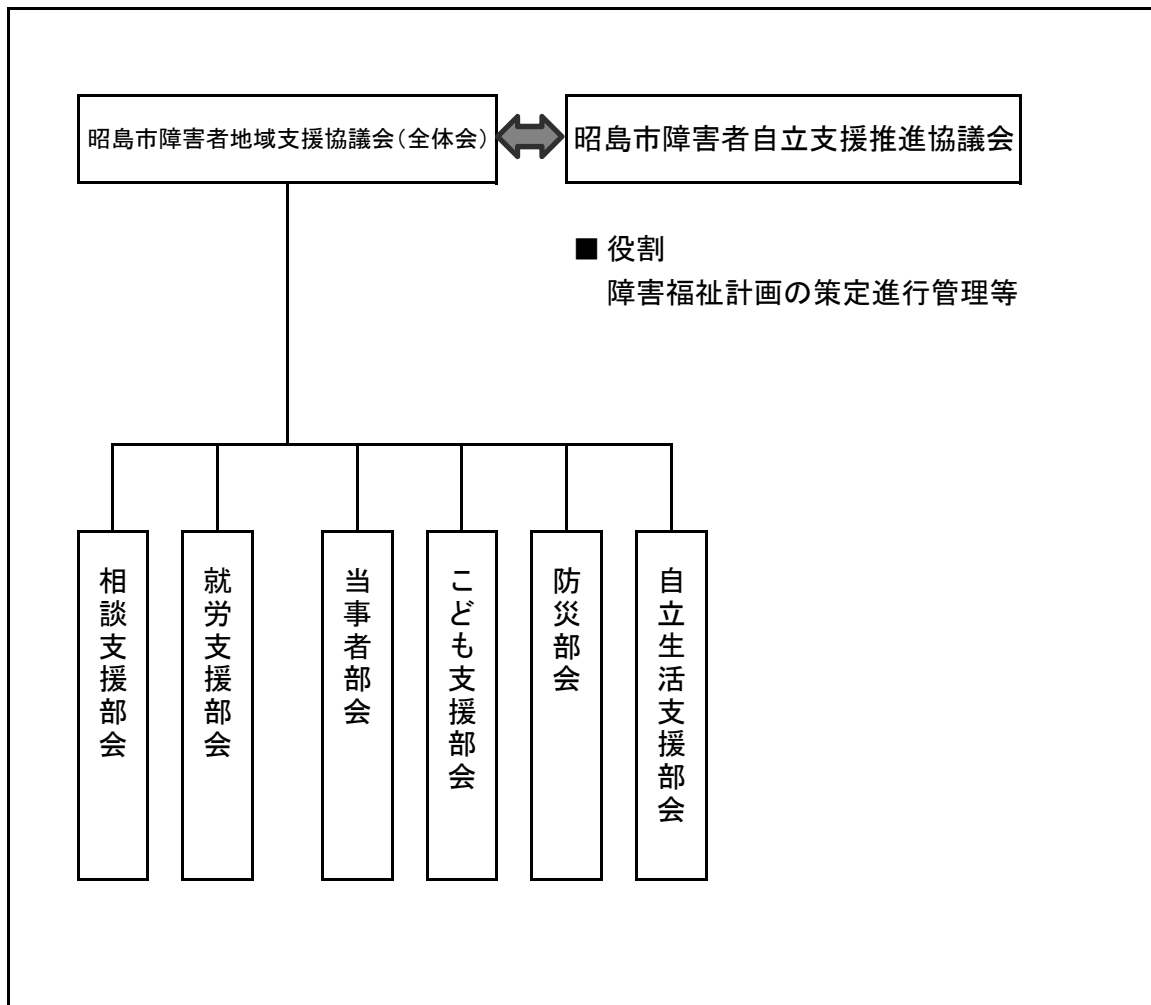 昭島市障害者地域支援協議会（全体会）
昭島市障害者自立支援推進協議会
■ 役割
障害福祉計画の策定進行管理等
相談支援部会
就労支援部会
当事者部会
こども支援部会
防災部会
自立生活支援部会